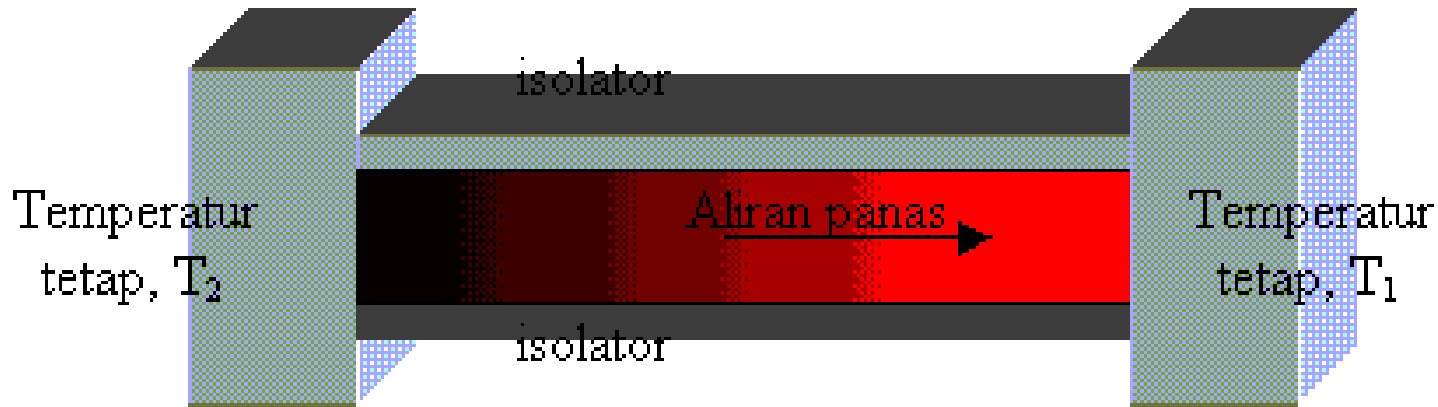 isolator
Temperatur
tetap, T₂
Aliran panas
Temperatur
tetap, T₁
isolator